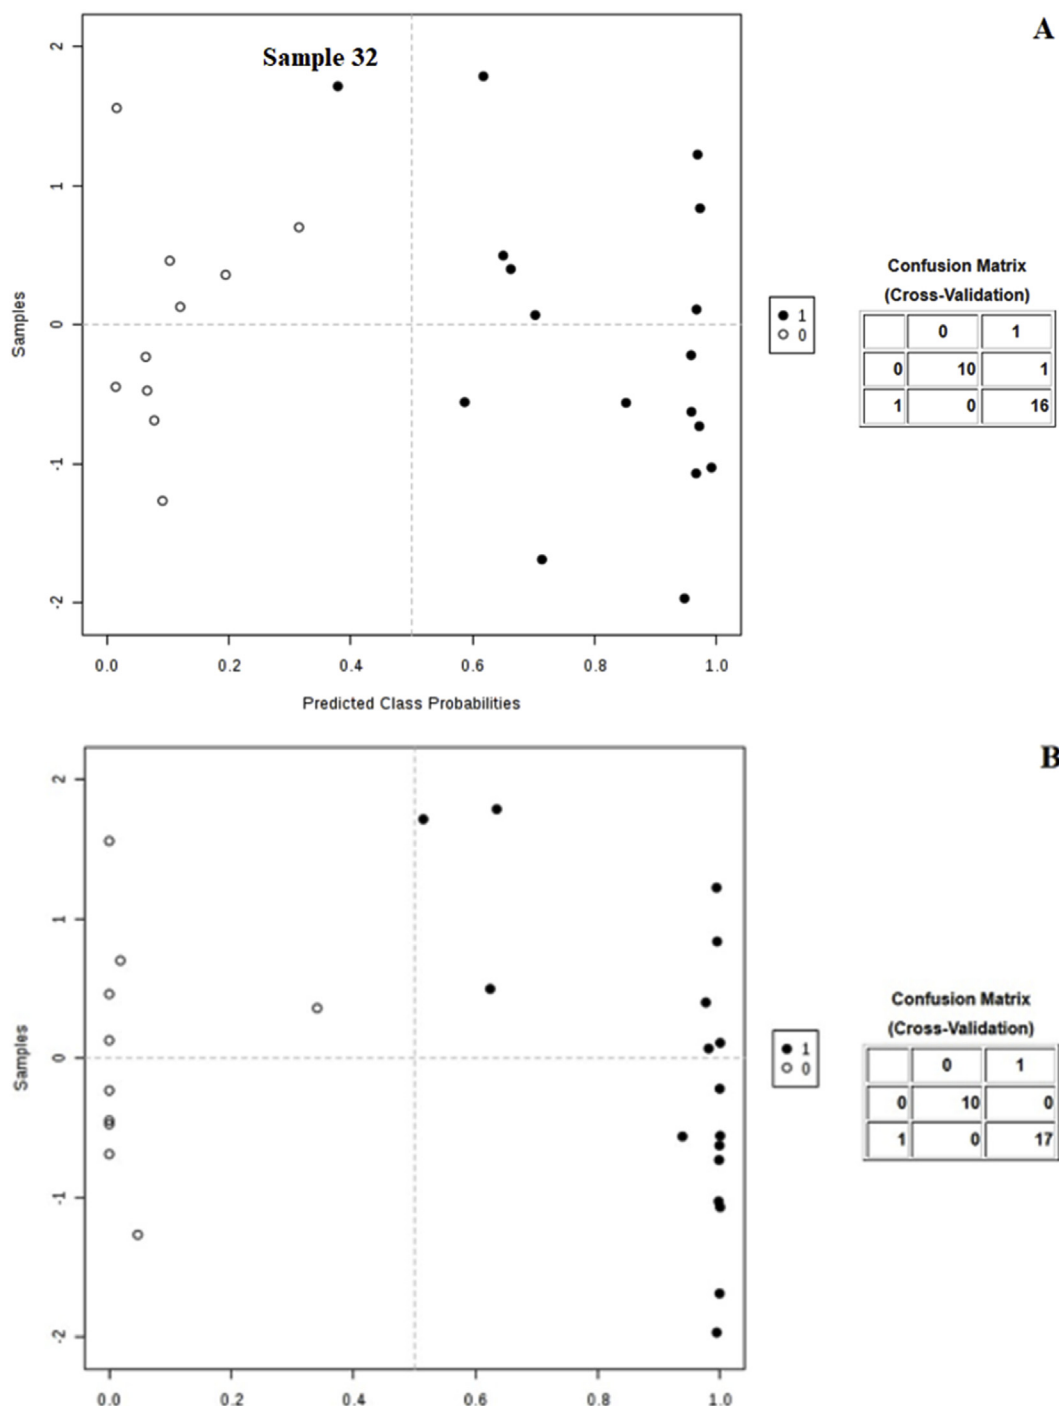 A
Sample 32
2
1
0
-1
-2
Samples
0.0 0.2 0.4 0.6 0.8 1.0
Predicted Class Probabilities
1
0
Confusion Matrix
(Cross-Validation)
0 1
0 10 1
1 0 16
B
2
1
0
-1
-2
Samples
0.0 0.2 0.4 0.6 0.8 1.0
1
0
Confusion Matrix
(Cross-Validation)
0 1
0 10 0
1 0 17